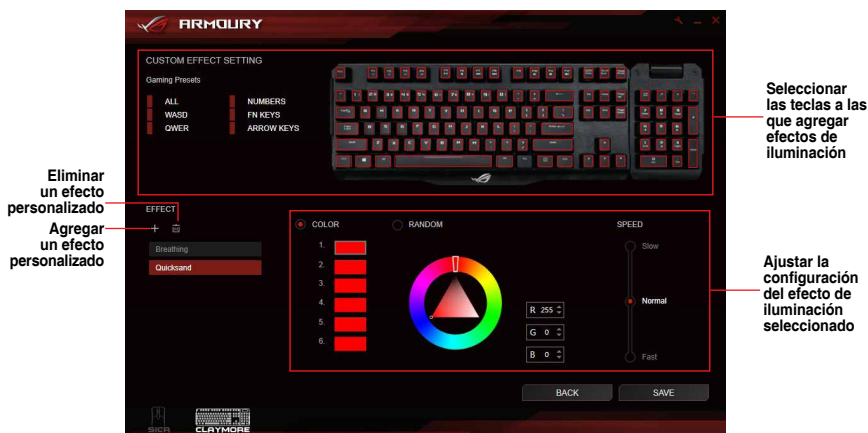 ARMOURY
CUSTOM EFFECT SETTING
Gaming Presets
ALL
NUMBERS
WASD
FN KEYS
QWER
ARROW KEYS
Seleccionar
las teclas a las
que agregar
efectos de
iluminación
Eliminar
un efecto
personalizado
Agregar
un efecto
personalizado
EFFECT
Breathing
Quicksand
COLOR
RANDOM
SPEED
1.
2.
3.
4.
5.
6.
R 255
G 0
B 0
Slow
Normal
Fast
Ajustar la
configuración
del efecto de
iluminación
seleccionado
BACK
SAVE
SICA
CLAYMORE